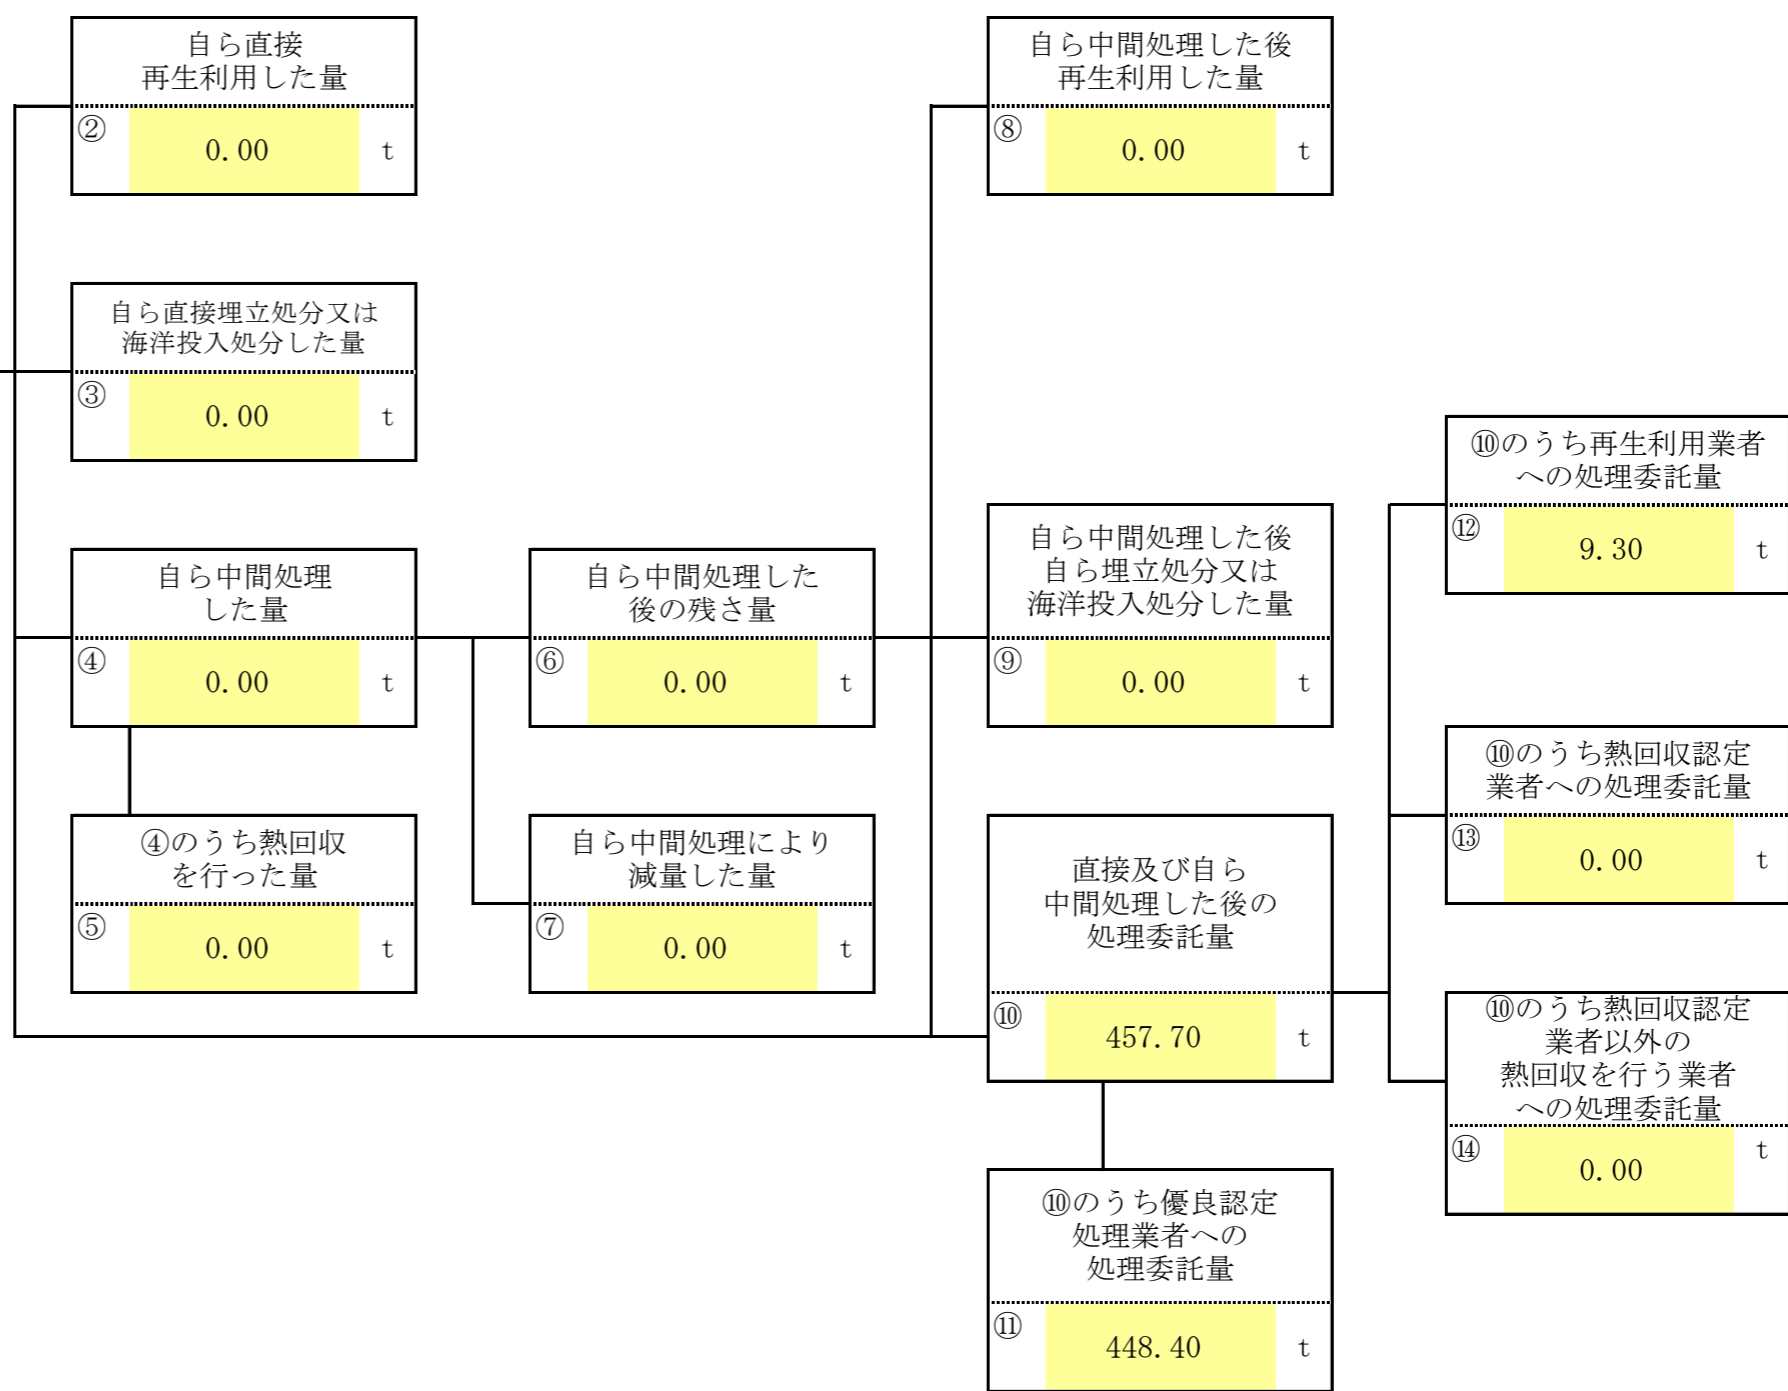 自ら直接
再生利用した量
② 0.00 t
自ら中間処理した後
再生利用した量
⑧ 0.00 t
自ら直接埋立処分又は
海洋投入処分した量
③ 0.00 t
⑩のうち再生利用業者
への処理委託量
⑫ 9.30 t
自ら中間処理
した量
④ 0.00 t
自ら中間処理した
後の残さ量
⑥ 0.00 t
自ら中間処理した後
自ら埋立処分又は
海洋投入処分した量
⑨ 0.00 t
⑩のうち熱回収認定
業者への処理委託量
⑬ 0.00 t
④のうち熱回収
を行った量
⑤ 0.00 t
自ら中間処理により
減量した量
⑦ 0.00 t
直接及び自ら
中間処理した後の
処理委託量
⑩ 457.70 t
⑩のうち熱回収認定
業者以外の
熱回収を行う業者
への処理委託量
⑭ 0.00 t
⑩のうち優良認定
処理業者への
処理委託量
⑪ 448.40 t